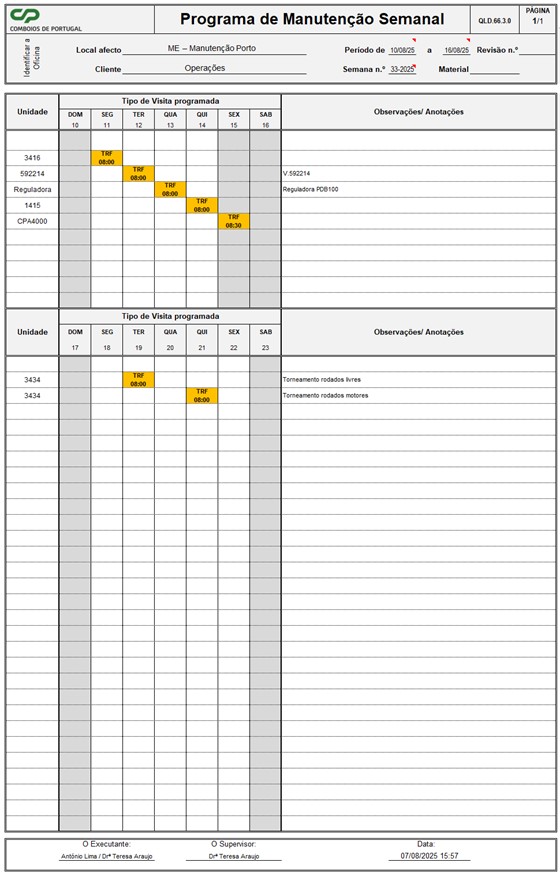 CP
COMBOIOS DE PORTUGAL
Programa de Manutenção Semanal
QLD.66.3.0
PÁGINA
1/1
Identificar a Oficina
Local afecto ME – Manutenção Porto
Periodo de 10/08/25 a 16/08/25 Revisão n.º
Cliente Operações
Semana n.º 33-2025 Material
Unidade
Tipo de Visita programada
Observações/ Anotações
DOM SEG TER QUA QUI SEX SAB
10 11 12 13 14 15 16
3416 TRF 08:00
592214 TRF 08:00 V.592214
Reguladora TRF 08:00 Reguladora PDB100
1415 TRF 08:00
CPA4000 TRF 08:30
Unidade
Tipo de Visita programada
Observações/ Anotações
DOM SEG TER QUA QUI SEX SAB
17 18 19 20 21 22 23
3434 TRF 08:00 Torneamento rodados livres
3434 TRF 08:00 Torneamento rodados motores
O Executante: O Supervisor: Data:
António Lima / Drª Teresa Araujo Drª Teresa Araujo 07/08/2025 15:57